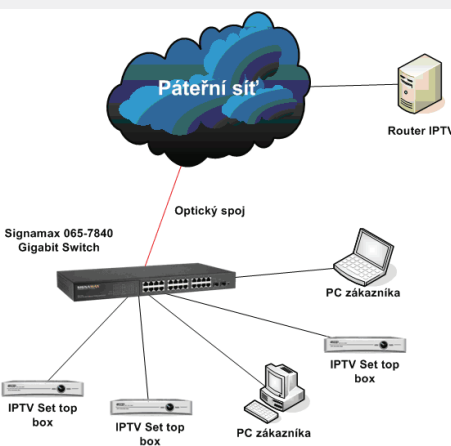 Páteřní síť
Router IPTV
Optický spoj
Signamax 065-7840
Gigabit Switch
SIGNAMAX
PC zákazníka
IPTV Set top
box
IPTV Set top
box
IPTV Set top
box
PC zákazníka